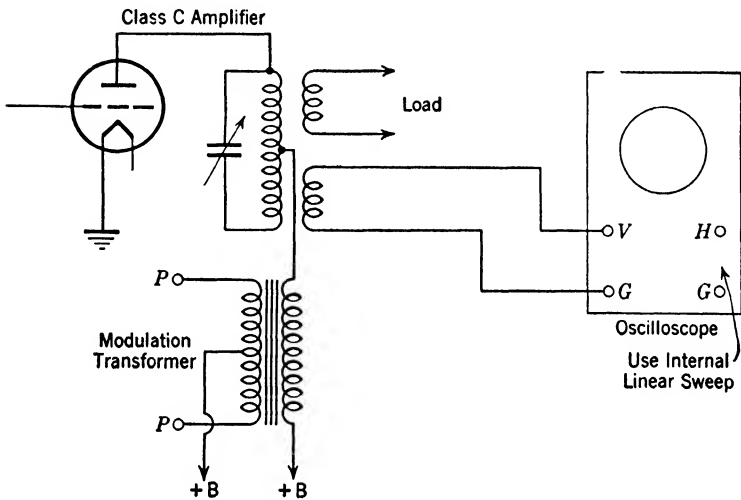 Class C Amplifier
Load
V
H
G
G
Oscilloscope
Use Internal
Linear Sweep
P
Modulation
Transformer
P
+B
+B